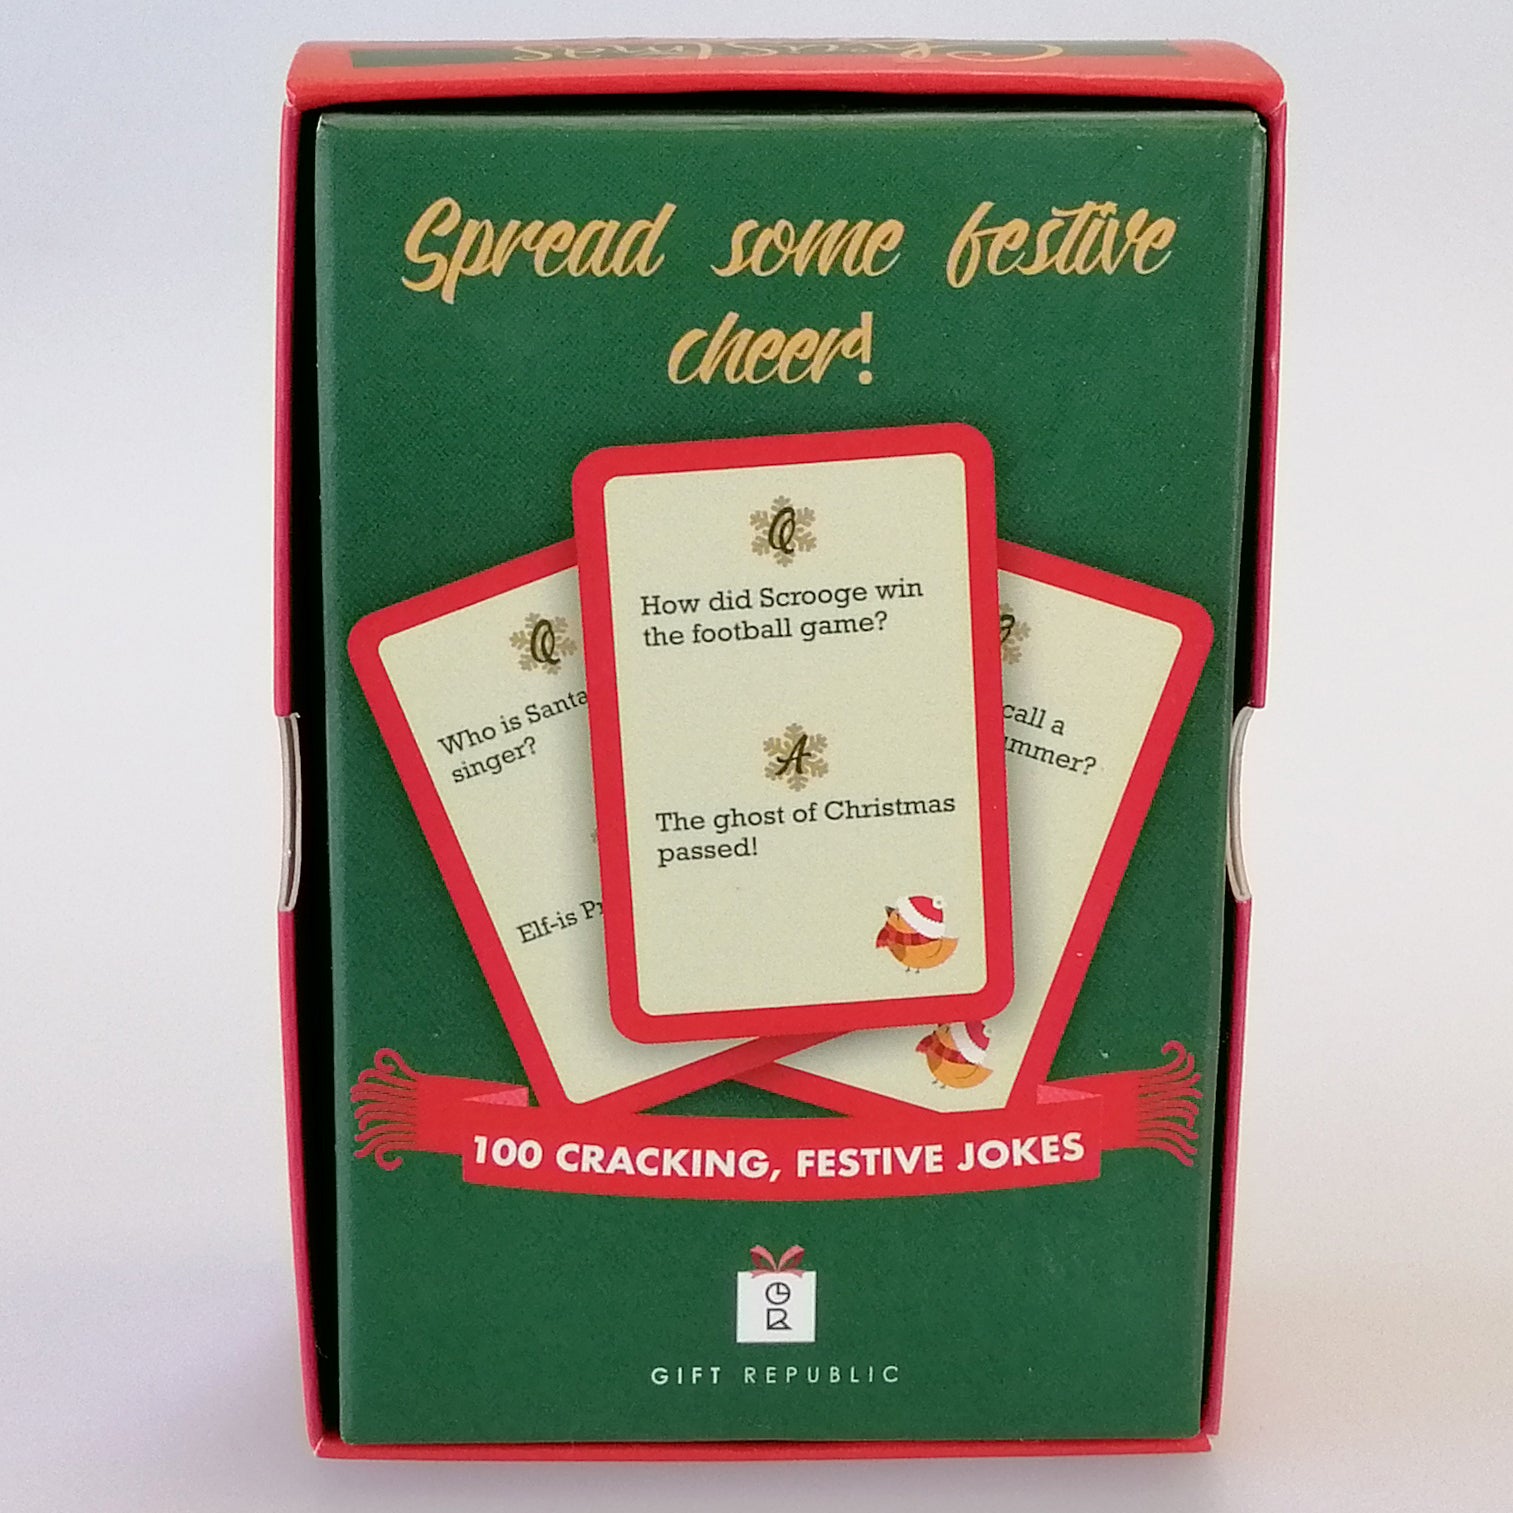 Christmas
Spread some festive
cheer!
Q
How did Scrooge win
the football game?
A
The ghost of Christmas
passed!
Q
Who is Santa
singer?
Elf-is
call a
100 CRACKING, FESTIVE JOKES
GIFT REPUBLIC